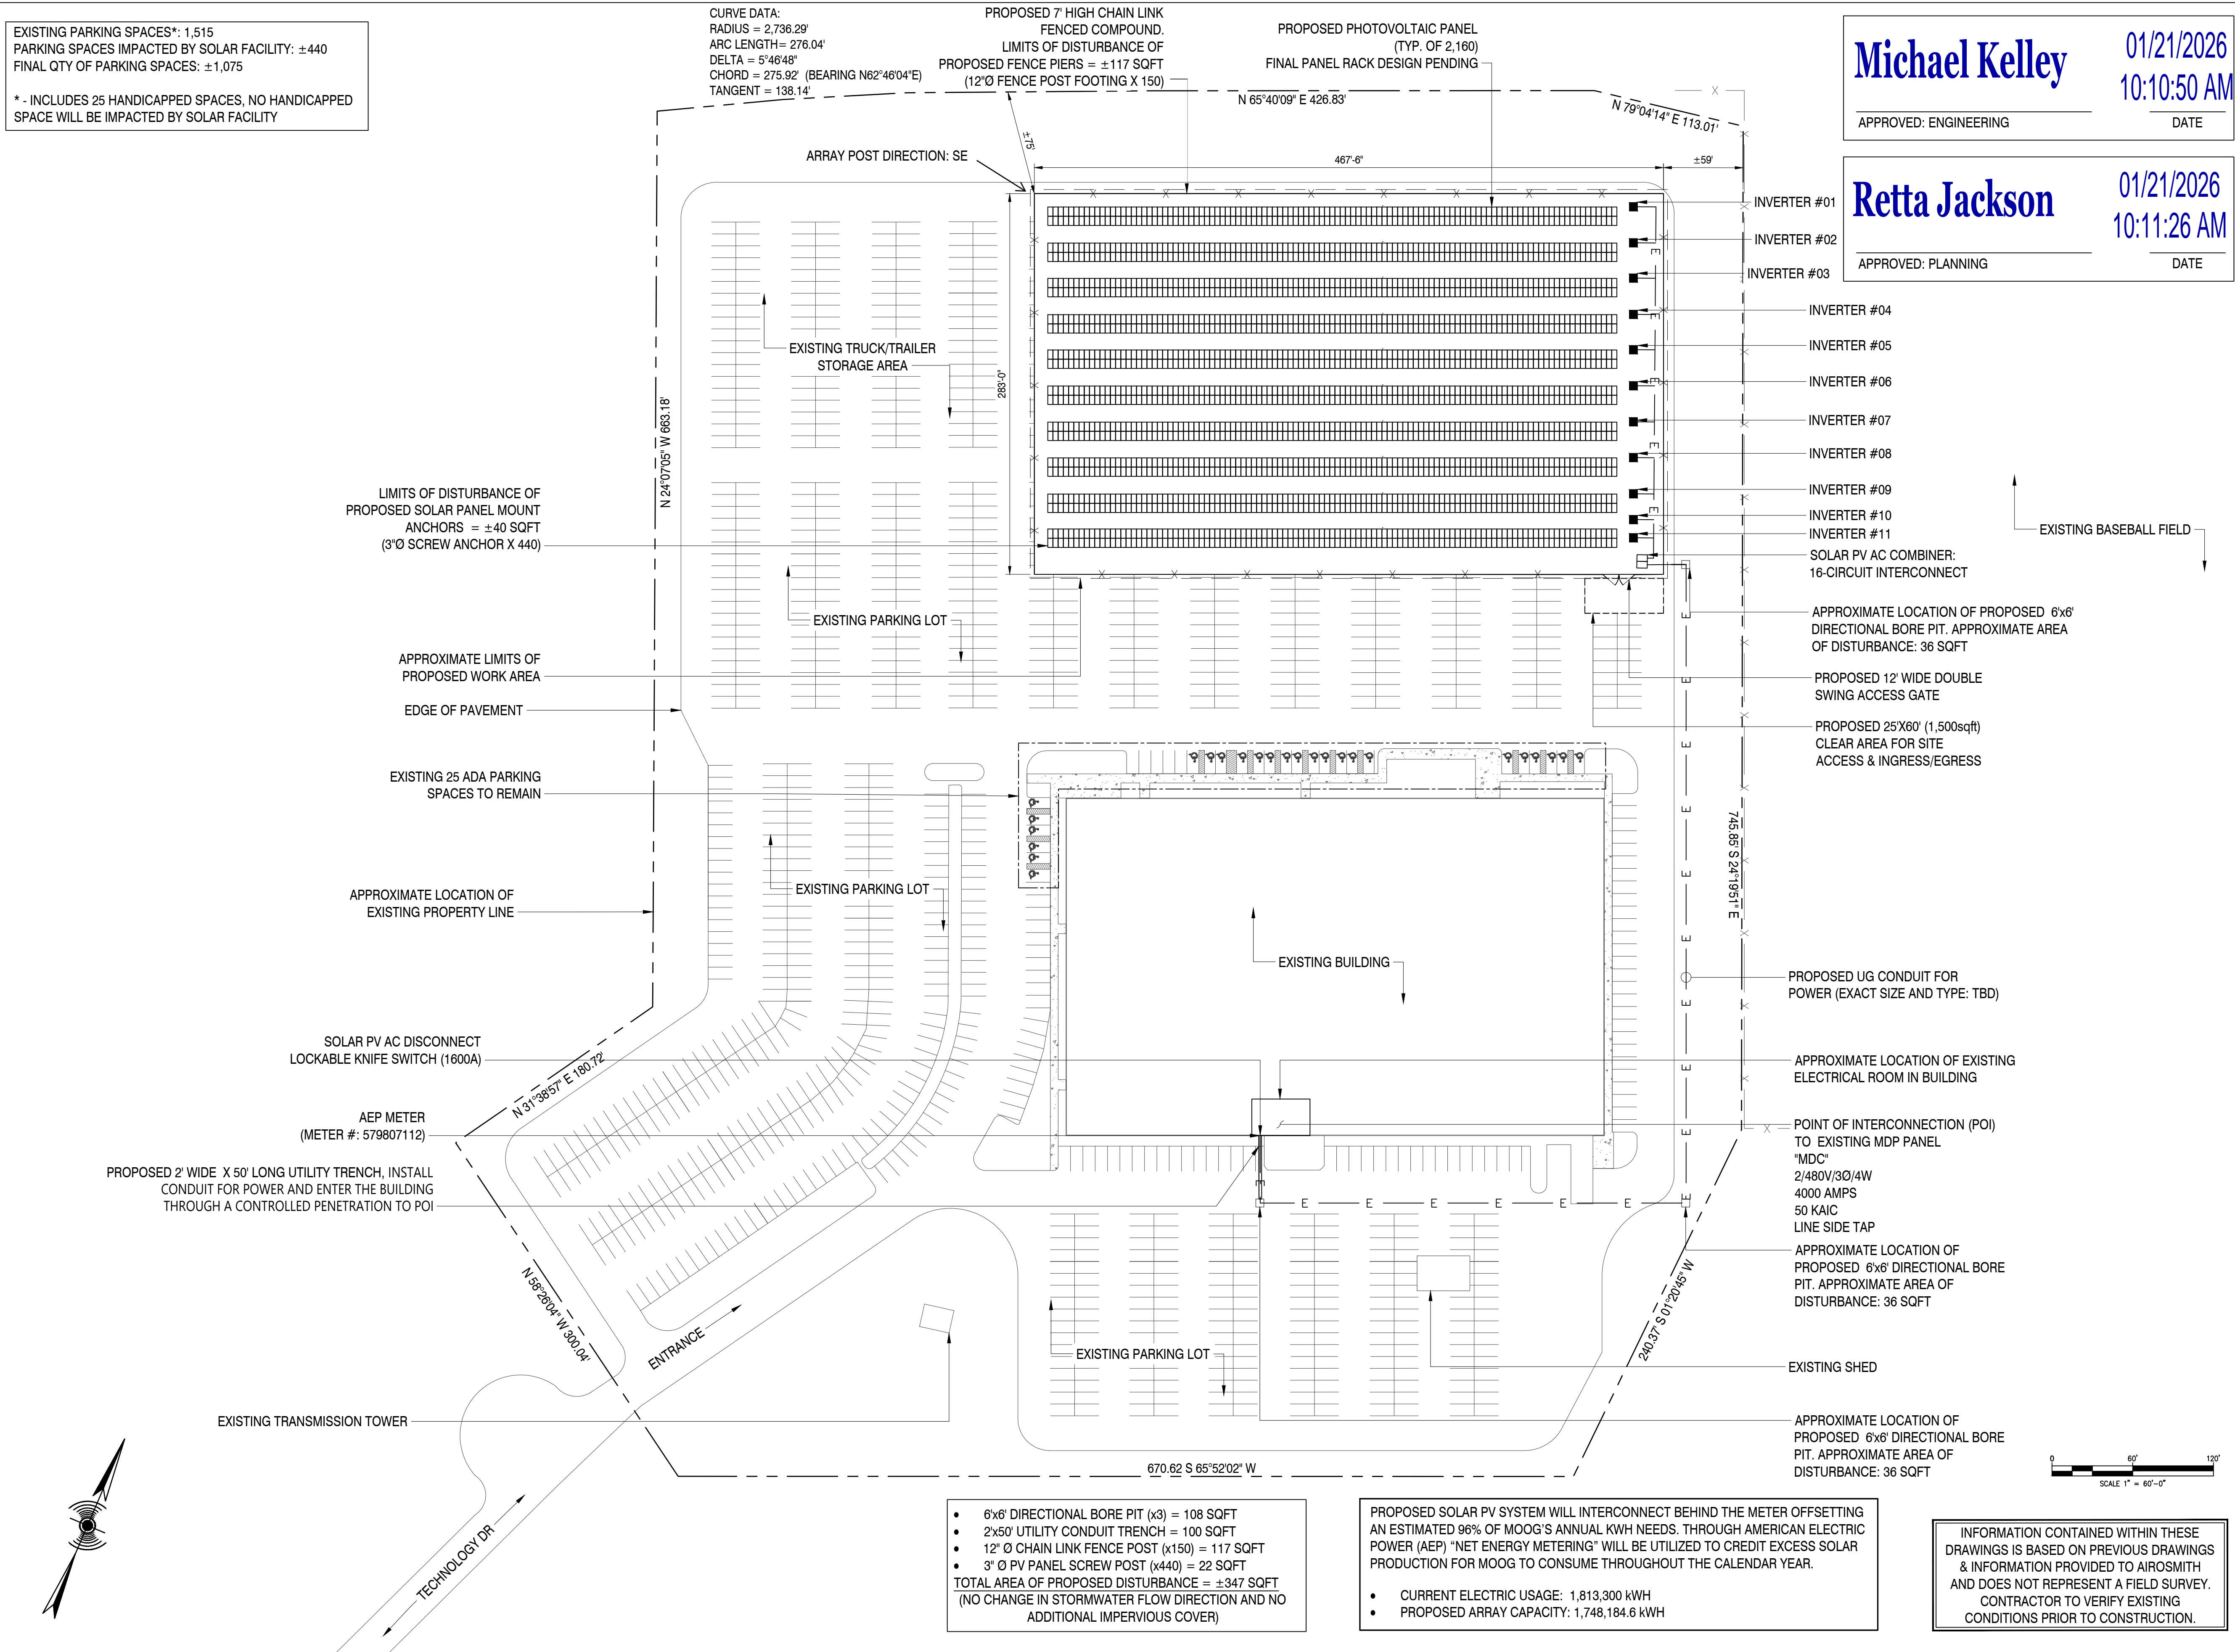 EXISTING PARKING SPACES*: 1,515
PARKING SPACES IMPACTED BY SOLAR FACILITY: ±440
FINAL QTY OF PARKING SPACES: ±1,075
* - INCLUDES 25 HANDICAPPED SPACES, NO HANDICAPPED
SPACE WILL BE IMPACTED BY SOLAR FACILITY
CURVE DATA:
RADIUS = 2,736.29'
ARC LENGTH= 276.04'
DELTA = 5°46'48"
CHORD = 275.92' (BEARING N62°46'04"E)
TANGENT = 138.14'
PROPOSED 7' HIGH CHAIN LINK
FENCED COMPOUND.
LIMITS OF DISTURBANCE OF
PROPOSED FENCE PIERS = ±117 SQFT
(12"Ø FENCE POST FOOTING X 150)
PROPOSED PHOTOVOLTAIC PANEL
(TYP. OF 2,160)
FINAL PANEL RACK DESIGN PENDING
Michael Kelley
01/21/2026
10:10:50 AM
APPROVED: ENGINEERING
DATE
Retta Jackson
01/21/2026
10:11:26 AM
APPROVED: PLANNING
DATE
N 65°40'09" E 426.83'
N 79°04'14" E 113.01'
±75'
ARRAY POST DIRECTION: SE
467'-6"
±59'
283'-0"
INVERTER #01
INVERTER #02
INVERTER #03
INVERTER #04
INVERTER #05
INVERTER #06
INVERTER #07
INVERTER #08
INVERTER #09
INVERTER #10
INVERTER #11
SOLAR PV AC COMBINER:
16-CIRCUIT INTERCONNECT
EXISTING BASEBALL FIELD
EXISTING TRUCK/TRAILER
STORAGE AREA
N 24°07'05" W 663.18'
LIMITS OF DISTURBANCE OF
PROPOSED SOLAR PANEL MOUNT
ANCHORS = ±40 SQFT
(3"Ø SCREW ANCHOR X 440)
EXISTING PARKING LOT
APPROXIMATE LIMITS OF
PROPOSED WORK AREA
EDGE OF PAVEMENT
APPROXIMATE LOCATION OF PROPOSED 6'x6'
DIRECTIONAL BORE PIT. APPROXIMATE AREA
OF DISTURBANCE: 36 SQFT
PROPOSED 12' WIDE DOUBLE
SWING ACCESS GATE
PROPOSED 25'X60' (1,500sqft)
CLEAR AREA FOR SITE
ACCESS & INGRESS/EGRESS
EXISTING 25 ADA PARKING
SPACES TO REMAIN
EXISTING PARKING LOT
APPROXIMATE LOCATION OF
EXISTING PROPERTY LINE
745.85' S 24°19'51" E
EXISTING BUILDING
PROPOSED UG CONDUIT FOR
POWER (EXACT SIZE AND TYPE: TBD)
SOLAR PV AC DISCONNECT
LOCKABLE KNIFE SWITCH (1600A)
N 31°38'57" E 180.72'
APPROXIMATE LOCATION OF EXISTING
ELECTRICAL ROOM IN BUILDING
AEP METER
(METER #: 579807112)
POINT OF INTERCONNECTION (POI)
TO EXISTING MDP PANEL
"MDC"
2/480V/3Ø/4W
4000 AMPS
50 KAIC
LINE SIDE TAP
PROPOSED 2' WIDE X 50' LONG UTILITY TRENCH, INSTALL
CONDUIT FOR POWER AND ENTER THE BUILDING
THROUGH A CONTROLLED PENETRATION TO POI
E E E E E E
APPROXIMATE LOCATION OF
PROPOSED 6'x6' DIRECTIONAL BORE
PIT. APPROXIMATE AREA OF
DISTURBANCE: 36 SQFT
N 58°26'04" W 300.04'
240.37' S 01°20'45" W
ENTRANCE
EXISTING PARKING LOT
EXISTING SHED
EXISTING TRANSMISSION TOWER
APPROXIMATE LOCATION OF
PROPOSED 6'x6' DIRECTIONAL BORE
PIT. APPROXIMATE AREA OF
DISTURBANCE: 36 SQFT
670.62 S 65°52'02" W
0 60' 120'
SCALE 1" = 60'-0"
TECHNOLOGY DR
• 6'x6' DIRECTIONAL BORE PIT (x3) = 108 SQFT
• 2'x50' UTILITY CONDUIT TRENCH = 100 SQFT
• 12" Ø CHAIN LINK FENCE POST (x150) = 117 SQFT
• 3" Ø PV PANEL SCREW POST (x440) = 22 SQFT
TOTAL AREA OF PROPOSED DISTURBANCE = ±347 SQFT
(NO CHANGE IN STORMWATER FLOW DIRECTION AND NO
ADDITIONAL IMPERVIOUS COVER)
PROPOSED SOLAR PV SYSTEM WILL INTERCONNECT BEHIND THE METER OFFSETTING
AN ESTIMATED 96% OF MOOG'S ANNUAL KWH NEEDS. THROUGH AMERICAN ELECTRIC
POWER (AEP) “NET ENERGY METERING” WILL BE UTILIZED TO CREDIT EXCESS SOLAR
PRODUCTION FOR MOOG TO CONSUME THROUGHOUT THE CALENDAR YEAR.
• CURRENT ELECTRIC USAGE: 1,813,300 kWH
• PROPOSED ARRAY CAPACITY: 1,748,184.6 kWH
INFORMATION CONTAINED WITHIN THESE
DRAWINGS IS BASED ON PREVIOUS DRAWINGS
& INFORMATION PROVIDED TO AIROSMITH
AND DOES NOT REPRESENT A FIELD SURVEY.
CONTRACTOR TO VERIFY EXISTING
CONDITIONS PRIOR TO CONSTRUCTION.